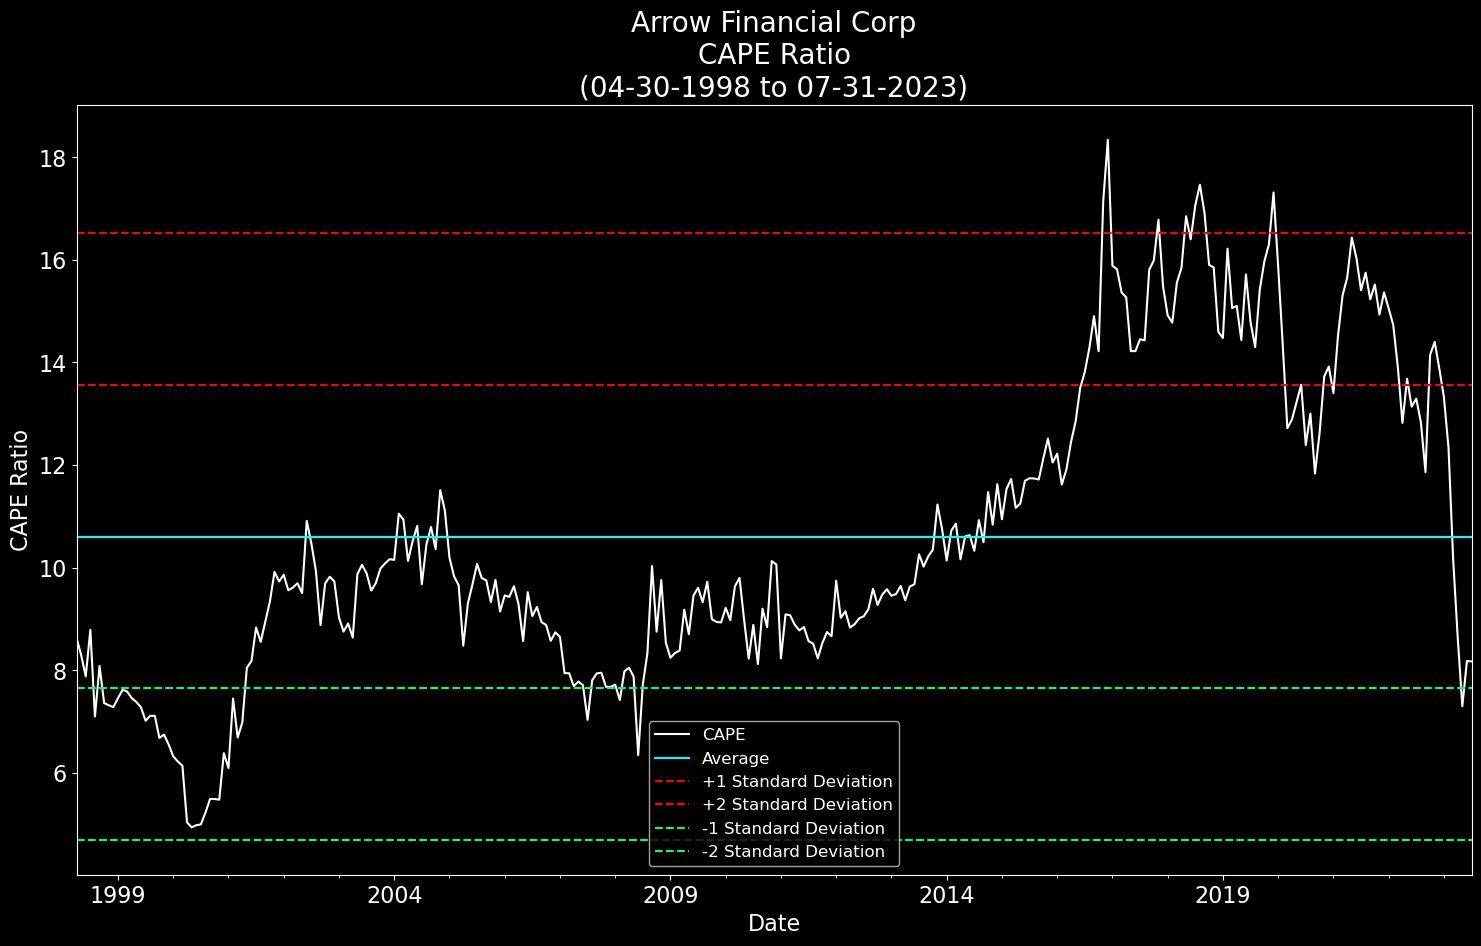 Arrow Financial Corp
CAPE Ratio
(04-30-1998 to 07-31-2023)
CAPE Ratio
18
16
14
12
10
8
6
CAPE
Average
+1 Standard Deviation
+2 Standard Deviation
-1 Standard Deviation
-2 Standard Deviation
1999 2004 2009 2014 2019
Date